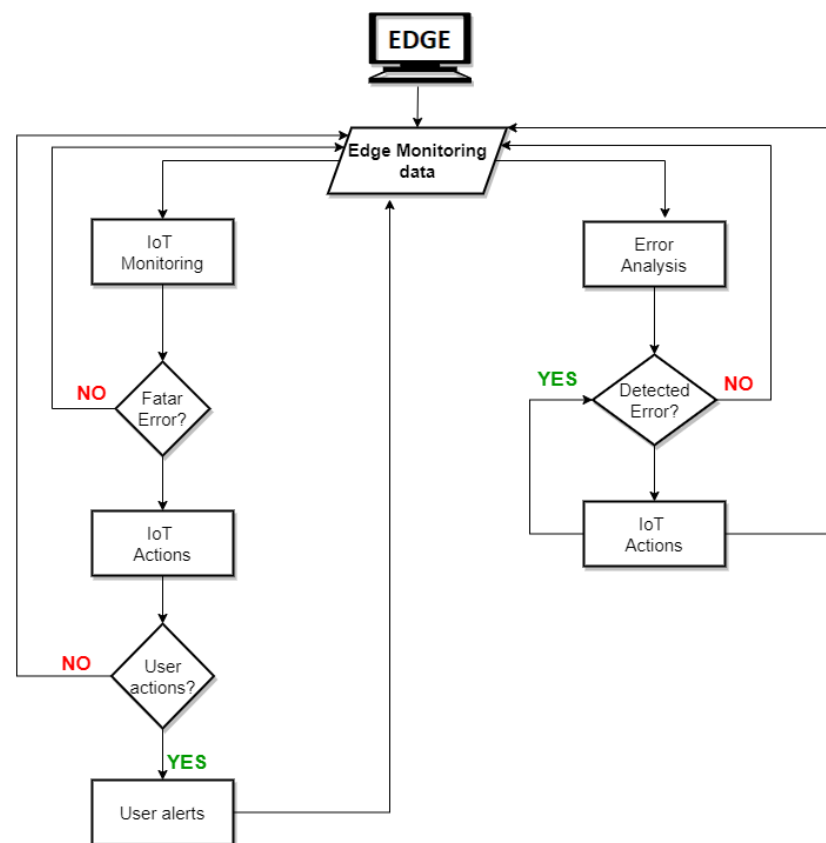 EDGE
Edge Monitoring
data
IoT
Monitoring
Error
Analysis
NO
Fatar
Error?
YES
Detected
Error?
NO
IoT
Actions
IoT
Actions
NO
User
actions?
YES
User alerts